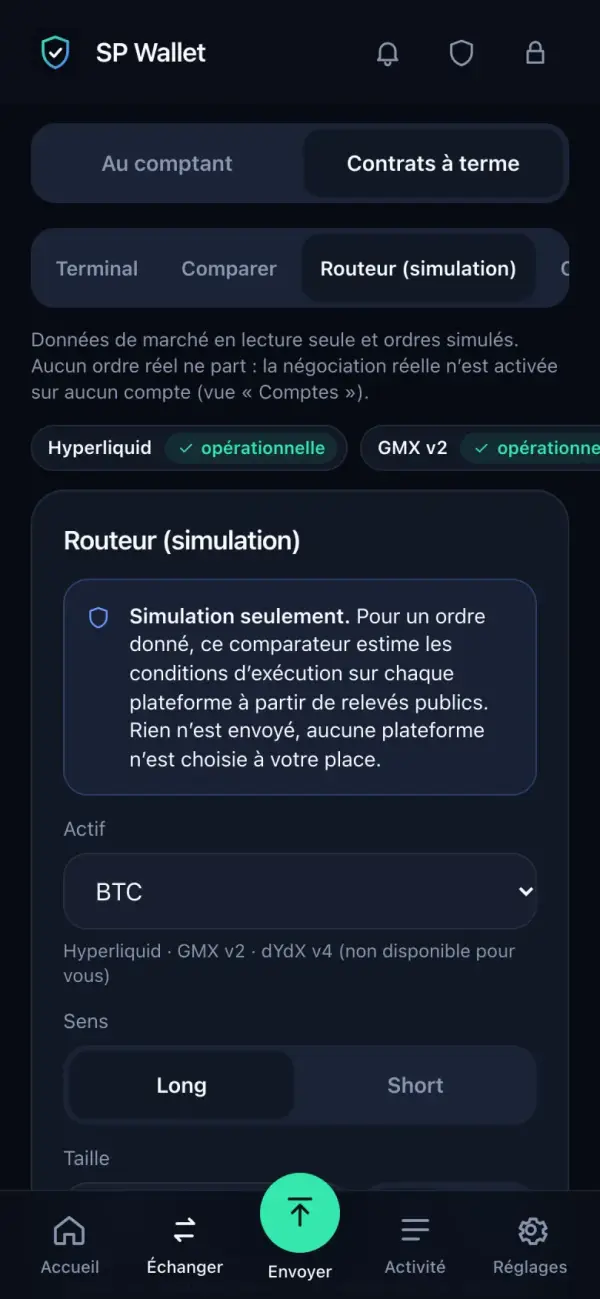 SP Wallet
Au comptant
Contrats à terme
Terminal
Comparer
Routeur (simulation)
Données de marché en lecture seule et ordres simulés.
Aucun ordre réel ne part : la négociation réelle n’est activée
sur aucun compte (vue « Comptes »).
Hyperliquid
opérationnelle
GMX v2
opérationne
Routeur (simulation)
Simulation seulement. Pour un ordre
donné, ce comparateur estime les
conditions d’exécution sur chaque
plateforme à partir de relevés publics.
Rien n’est envoyé, aucune plateforme
n’est choisie à votre place.
Actif
BTC
Hyperliquid · GMX v2 · dYdX v4 (non disponible pour
vous)
Sens
Long
Short
Taille
Accueil
Échanger
Envoyer
Activité
Réglages